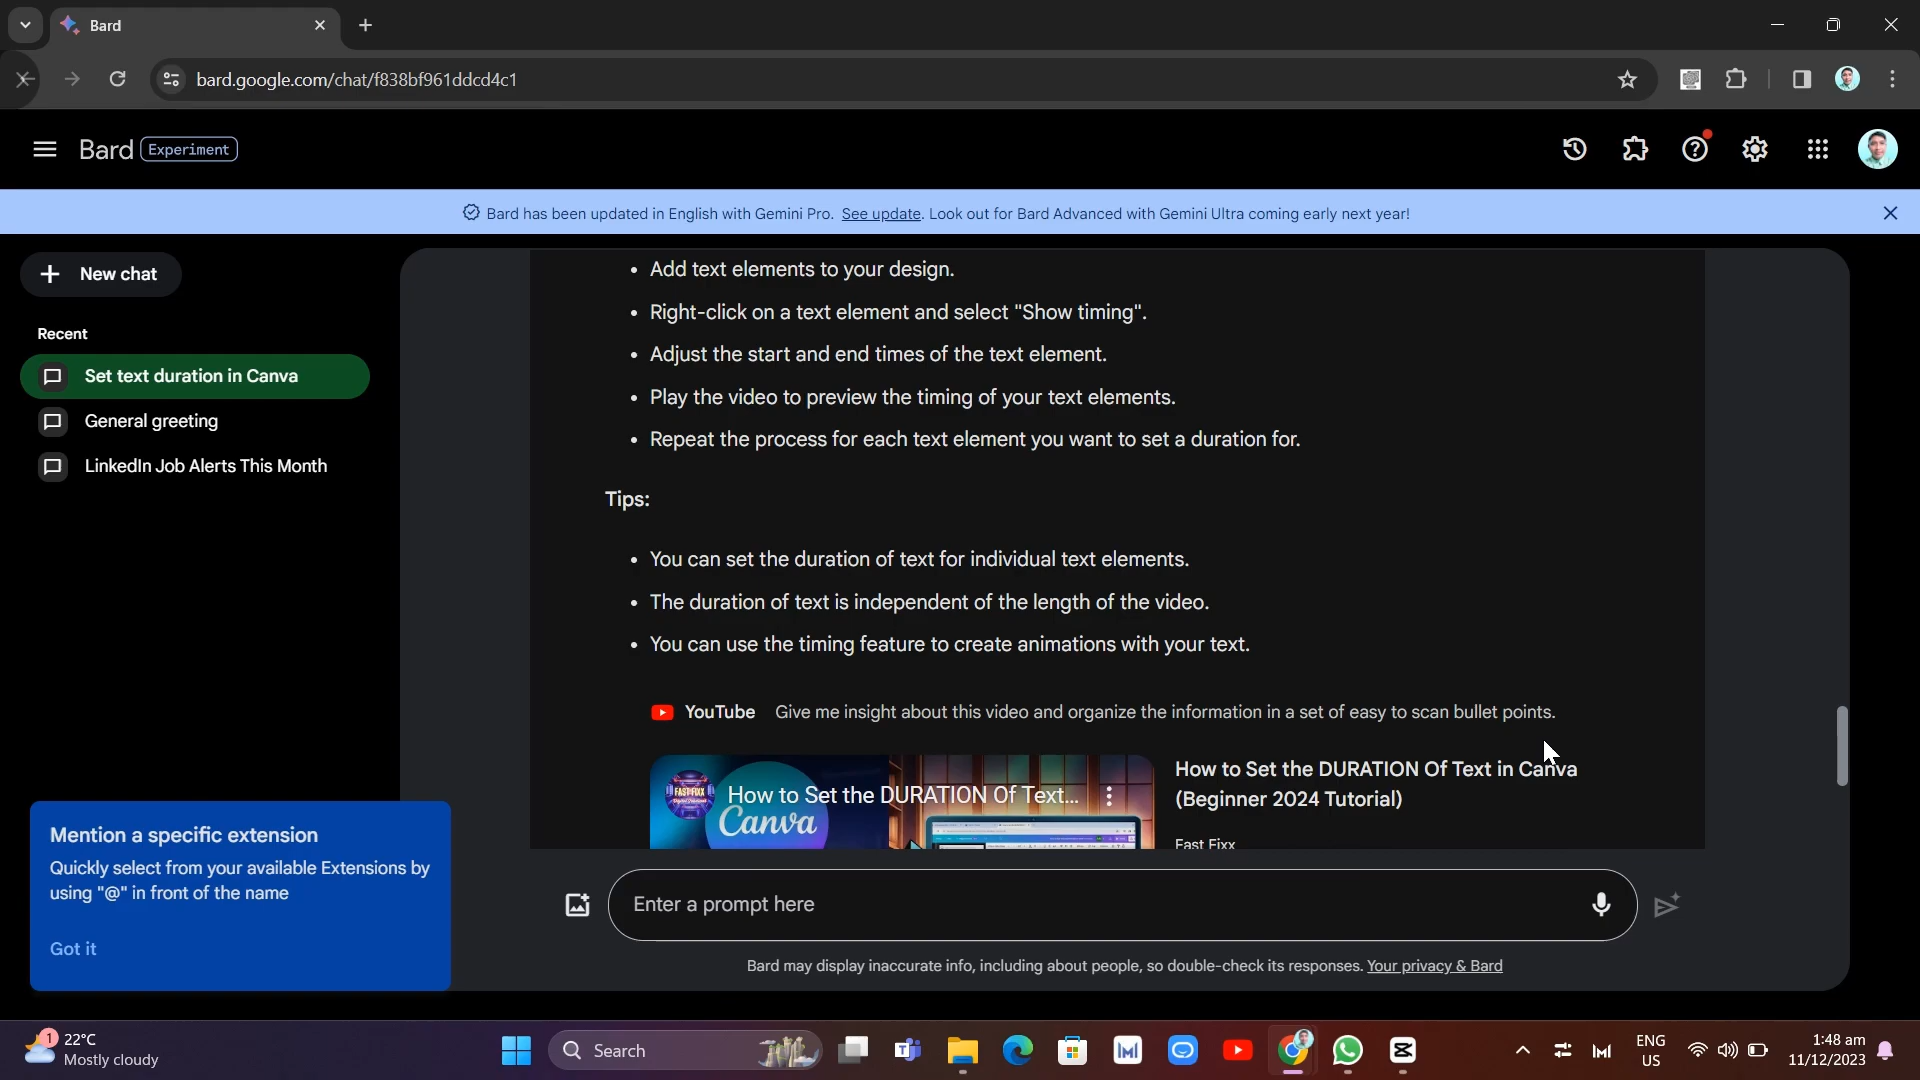 Bard
bard.google.com/chat/f838bf961ddcd4c1
Bard Experiment
Bard has been updated in English with Gemini Pro. See update. Look out for Bard Advanced with Gemini Ultra coming early next year!
New chat
Recent
Set text duration in Canva
General greeting
LinkedIn Job Alerts This Month
Add text elements to your design.
Right-click on a text element and select "Show timing".
Adjust the start and end times of the text element.
Play the video to preview the timing of your text elements.
Repeat the process for each text element you want to set a duration for.
Tips:
You can set the duration of text for individual text elements.
The duration of text is independent of the length of the video.
You can use the timing feature to create animations with your text.
YouTube Give me insight about this video and organize the information in a set of easy to scan bullet points.
FAST FIXX
How to Set the DURATION Of Text...
Canva
How to Set the DURATION Of Text in Canva
(Beginner 2024 Tutorial)
Fast Fixx
Mention a specific extension
Quickly select from your available Extensions by
using "@" in front of the name
Got it
Enter a prompt here
Bard may display inaccurate info, including about people, so double-check its responses. Your privacy & Bard
1
22°C
Mostly cloudy
Search
ENG
US
1:48 am
11/12/2023